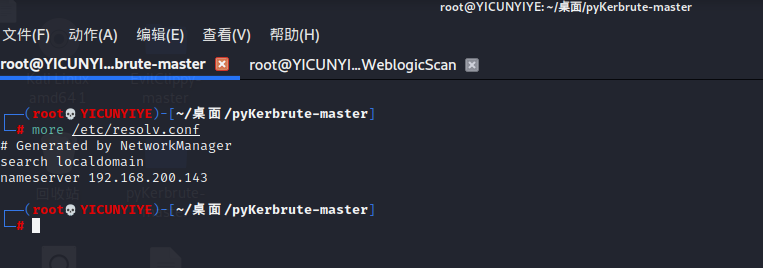 root@YICUNYIYE: ~/桌面/pyKerbrute-master
文件(F) 动作(A) 编辑(E) 查看(V) 帮助(H)
root@YICUNYI...brute-master root@YICUNYI...WeblogicScan
┌──(root💀YICUNYIYE)-[~/桌面/pyKerbrute-master]
└─# more /etc/resolv.conf
# Generated by NetworkManager
search localdomain
nameserver 192.168.200.143
┌──(root💀YICUNYIYE)-[~/桌面/pyKerbrute-master]
└─#